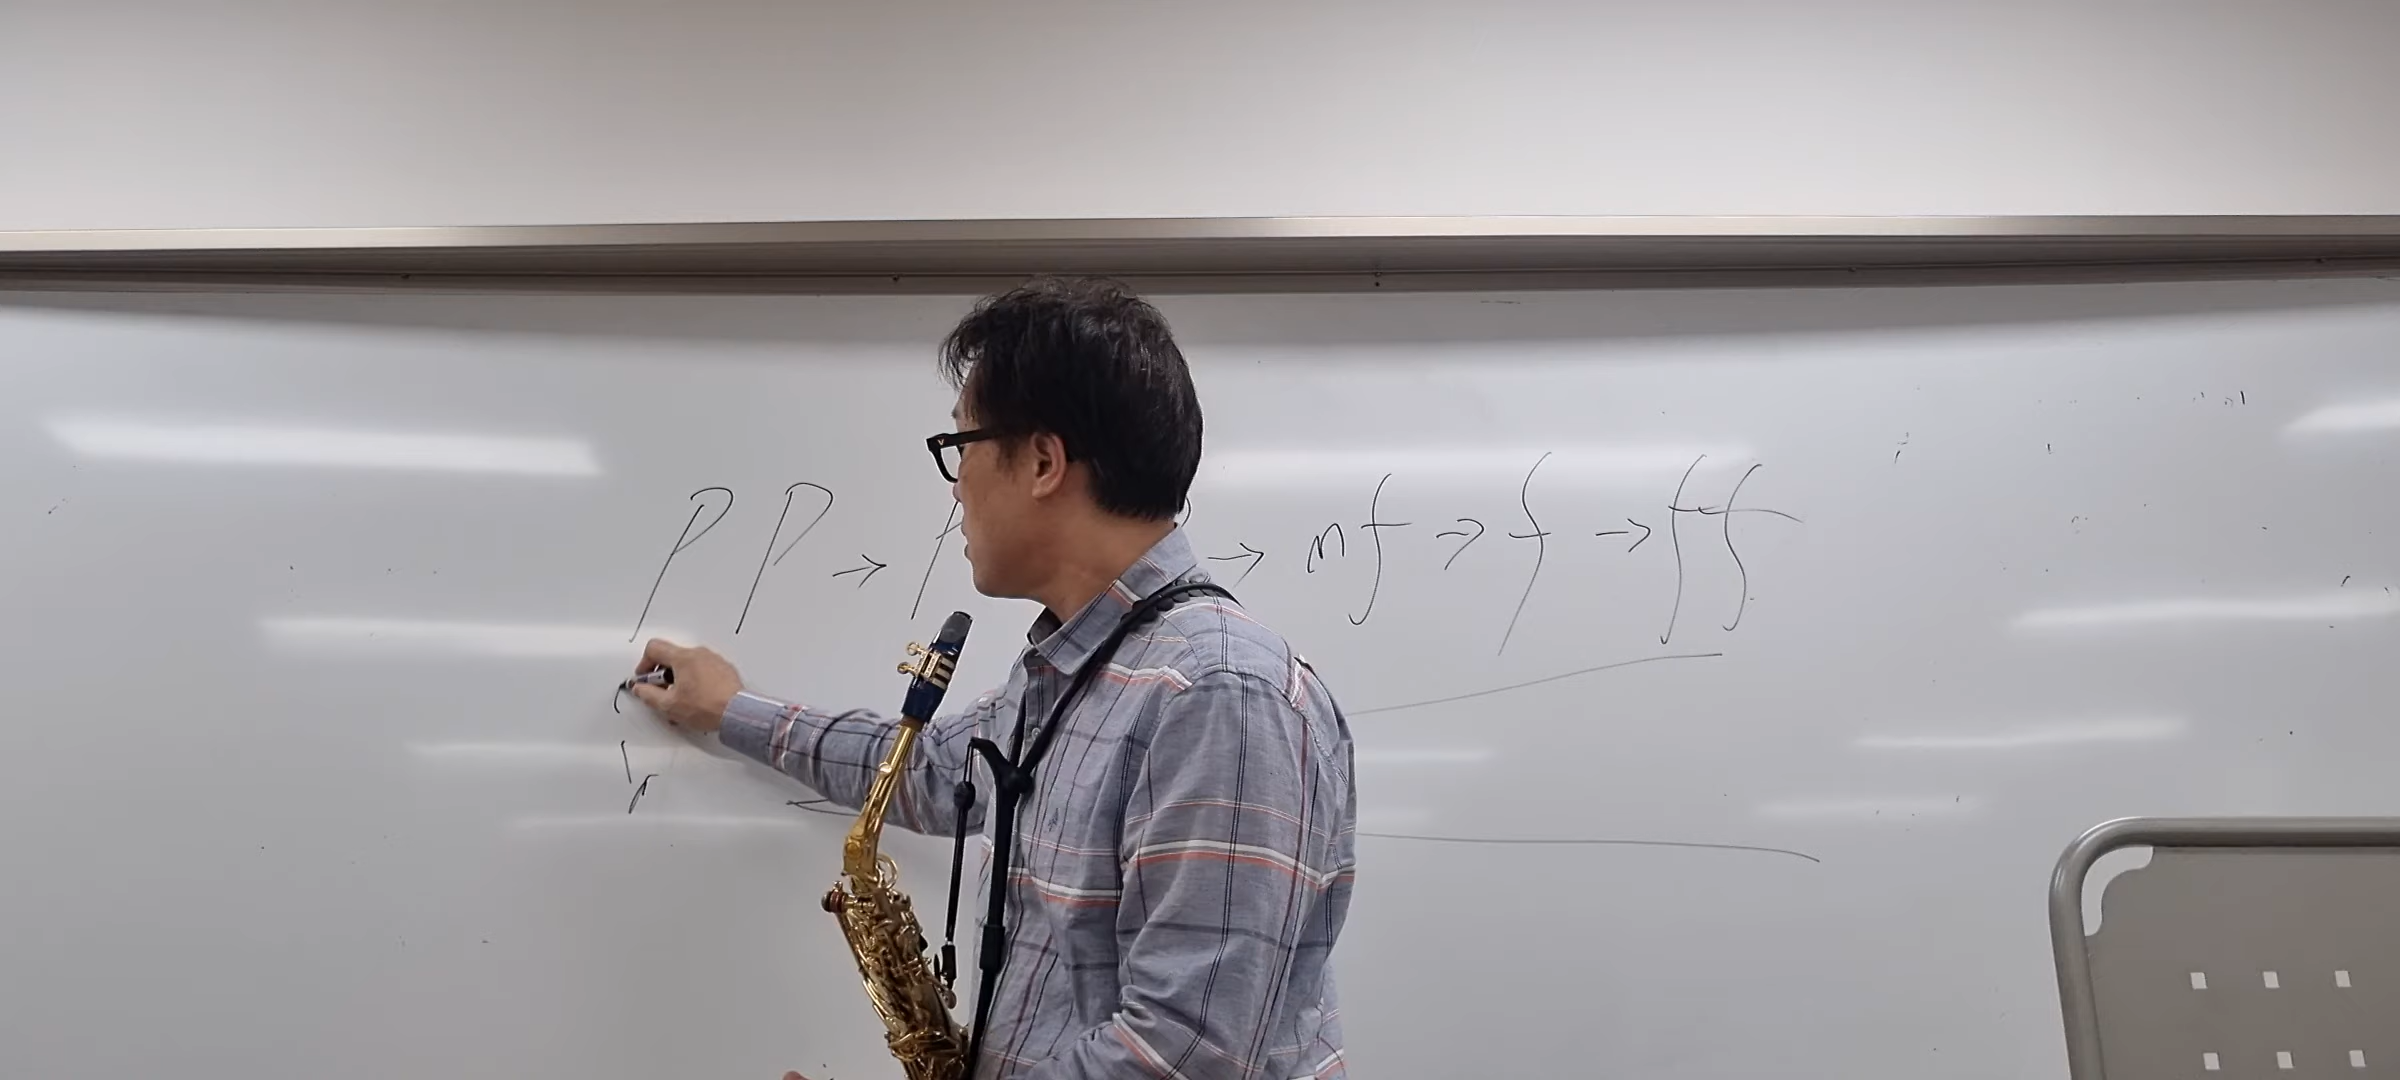 PP → P → mf → f → ff